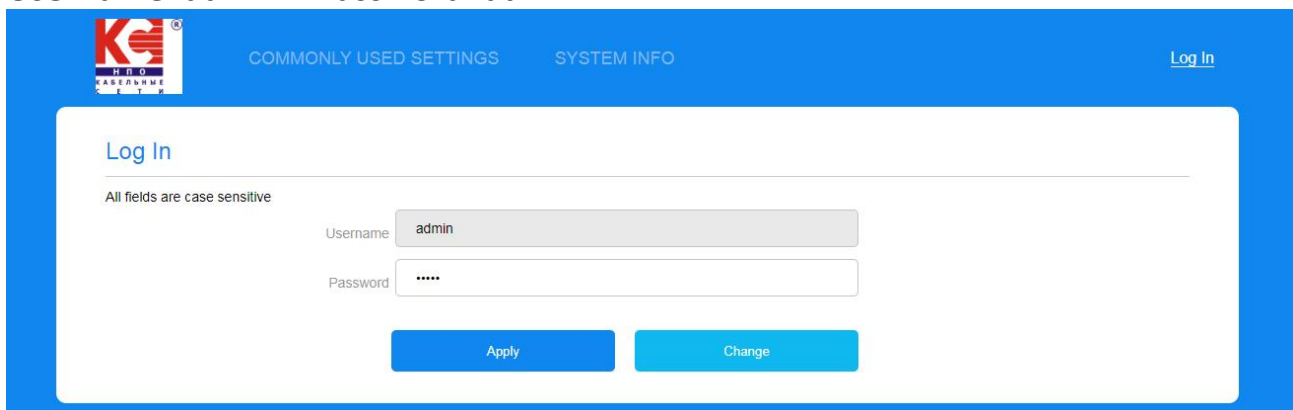 КС ®
НПО
КАБЕЛЬНЫЕ
СЕТИ
COMMONLY USED SETTINGS
SYSTEM INFO
Log In
Log In
All fields are case sensitive
Username
admin
Password
•••••
Apply
Change